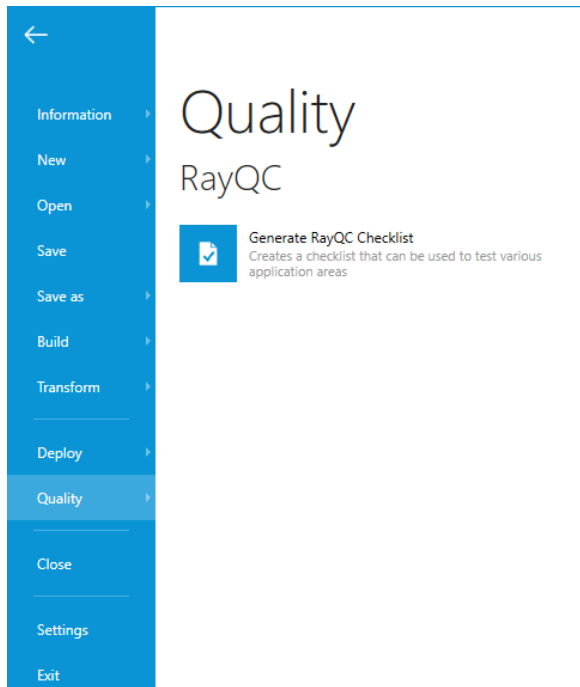 Information
New
Open
Save
Save as
Build
Transform
Deploy
Quality
Close
Settings
Exit
Quality
RayQC
Generate RayQC Checklist
Creates a checklist that can be used to test various
application areas